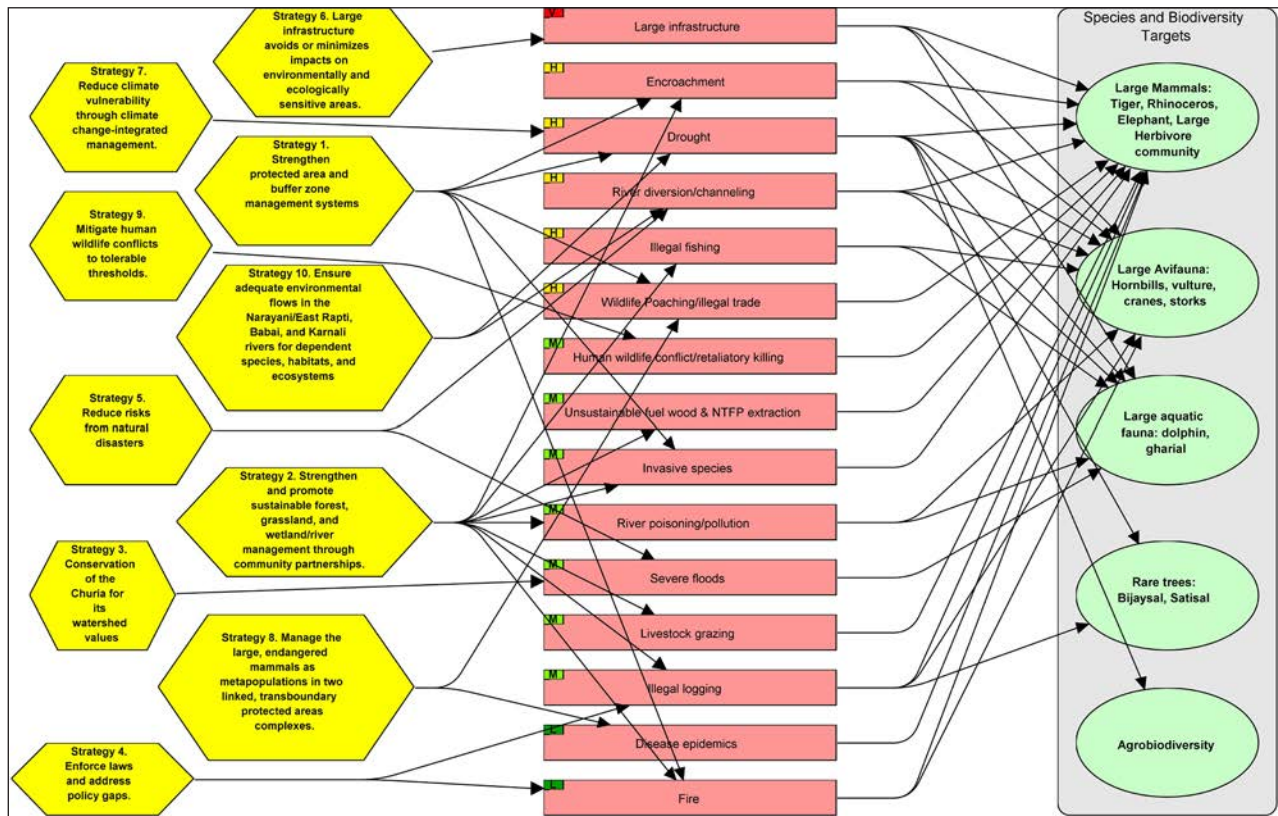 Strategy 6. Large
infrastructure
avoids or minimizes
impacts on
environmentally and
ecologically
sensitive areas.
Strategy 7.
Reduce climate
vulnerability
through climate
change-integrated
management.
Strategy 1.
Strengthen
protected area and
buffer zone
management systems
Strategy 9.
Mitigate human
wildlife conflicts
to tolerable
thresholds.
Strategy 10. Ensure
adequate environmental
flows in the
Narayani/East Rapti,
Babai, and Karnali
rivers for dependent
species, habitats, and
ecosystems
Strategy 5.
Reduce risks
from natural
disasters
Strategy 2. Strengthen
and promote
sustainable forest,
grassland, and
wetland/river
management through
community partnerships.
Strategy 3.
Conservation
of the
Churia for
its
watershed
values
Strategy 8. Manage the
large, endangered
mammals as
metapopulations in two
linked, transboundary
protected areas
complexes.
Strategy 4.
Enforce laws
and address
policy gaps.
V
Large infrastructure
H
Encroachment
H
Drought
H
River diversion/channeling
H
Illegal fishing
H
Wildlife Poaching/illegal trade
M
Human wildlife conflict/retaliatory killing
M
Unsustainable fuel wood & NTFP extraction
M
Invasive species
M
River poisoning/pollution
M
Severe floods
M
Livestock grazing
M
Illegal logging
L
Disease epidemics
L
Fire
Species and Biodiversity
Targets
Large Mammals:
Tiger, Rhinoceros,
Elephant, Large
Herbivore
community
Large Avifauna:
Hornbills, vulture,
cranes, storks
Large aquatic
fauna: dolphin,
gharial
Rare trees:
Bijaysal, Satisal
Agrobiodiversity